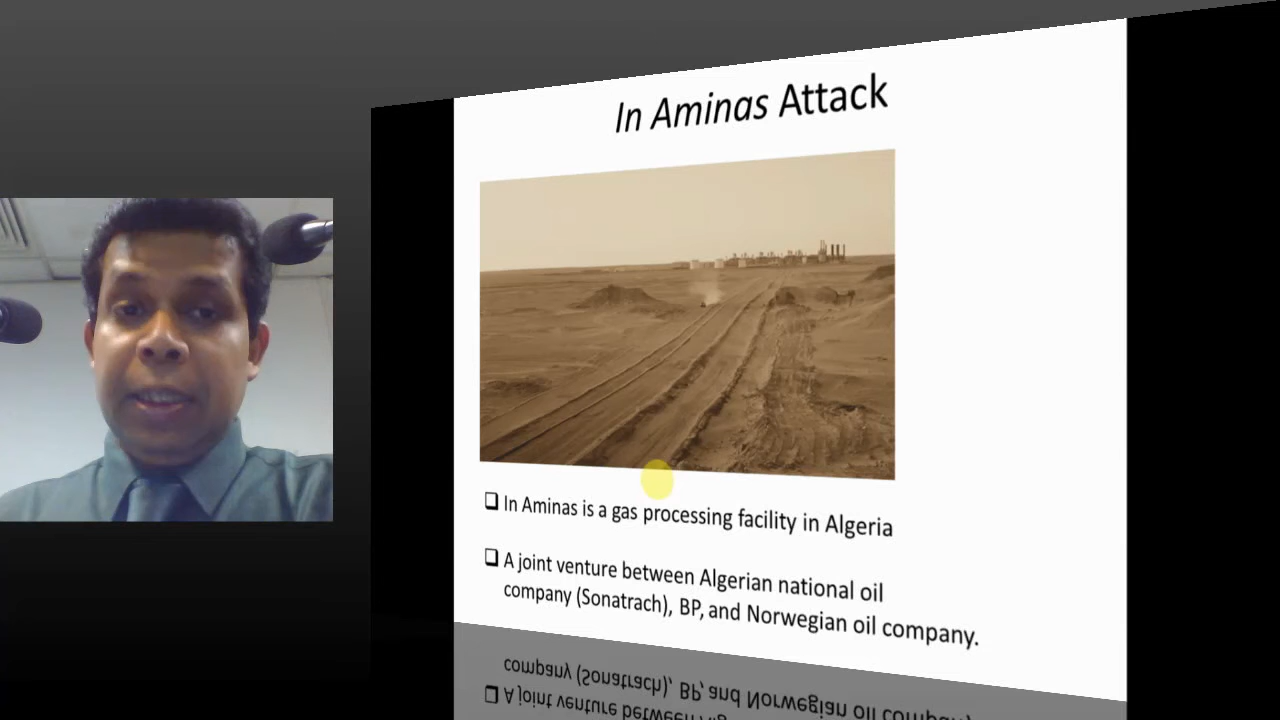 In Aminas Attack
❑ In Aminas is a gas processing facility in Algeria
❑ A joint venture between Algerian national oil
company (Sonatrach), BP, and Norwegian oil company.